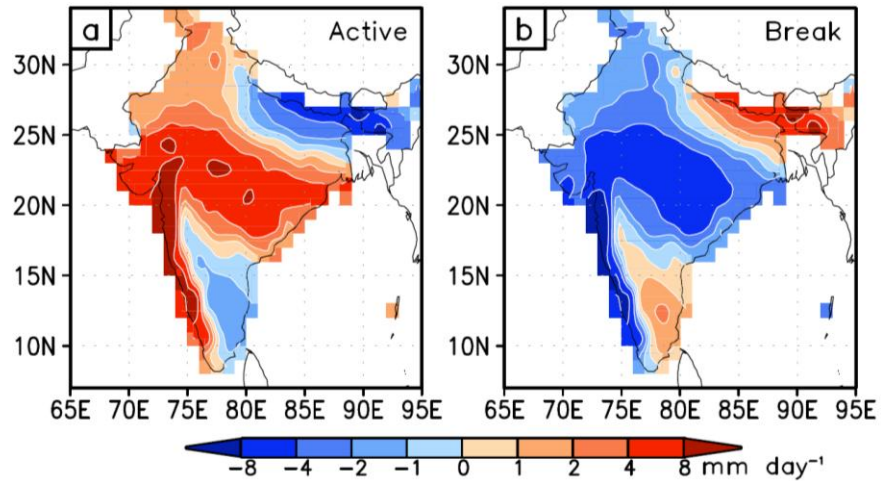 a Active
b Break
30N
25N
20N
15N
10N
65E 70E 75E 80E 85E 90E 95E
30N
25N
20N
15N
10N
65E 70E 75E 80E 85E 90E 95E
-8 -4 -2 -1 0 1 2 4 8 mm day⁻¹